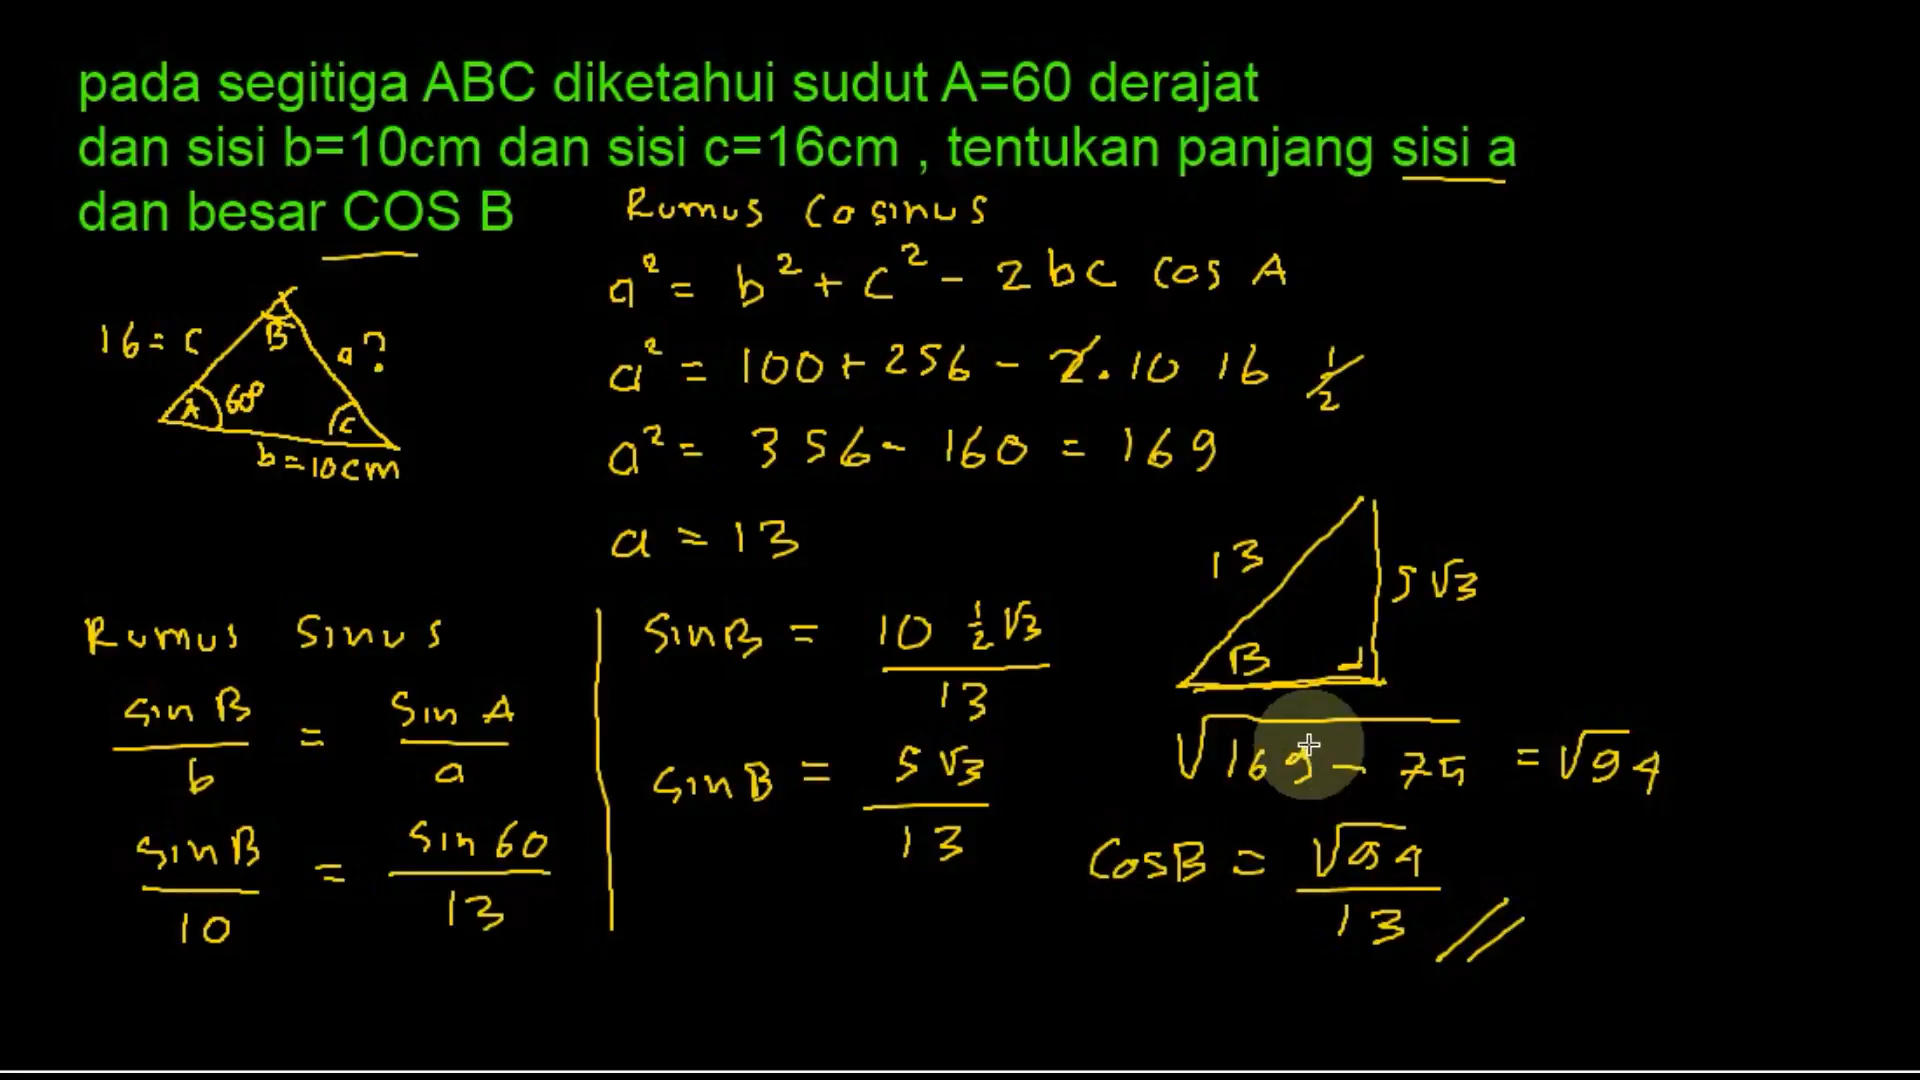 pada segitiga ABC diketahui sudut A=60 derajat
dan sisi b=10cm dan sisi c=16cm , tentukan panjang sisi a
dan besar COS B
Rumus Cosinus
a² = b² + c² - 2bc cos A
a² = 100 + 256 - 2.10 16 1/2
a² = 356 - 160 = 169
a = 13
16 = c
B
a?
A
60°
C
b=10cm
Rumus Sinus
sin B / b = sin A / a
sin B / 10 = sin 60 / 13
sin B = 10 1/2 √3 / 13
sin B = 5 √3 / 13
13
5 √3
B
√169 - 75 = √94
Cos B = √94 / 13